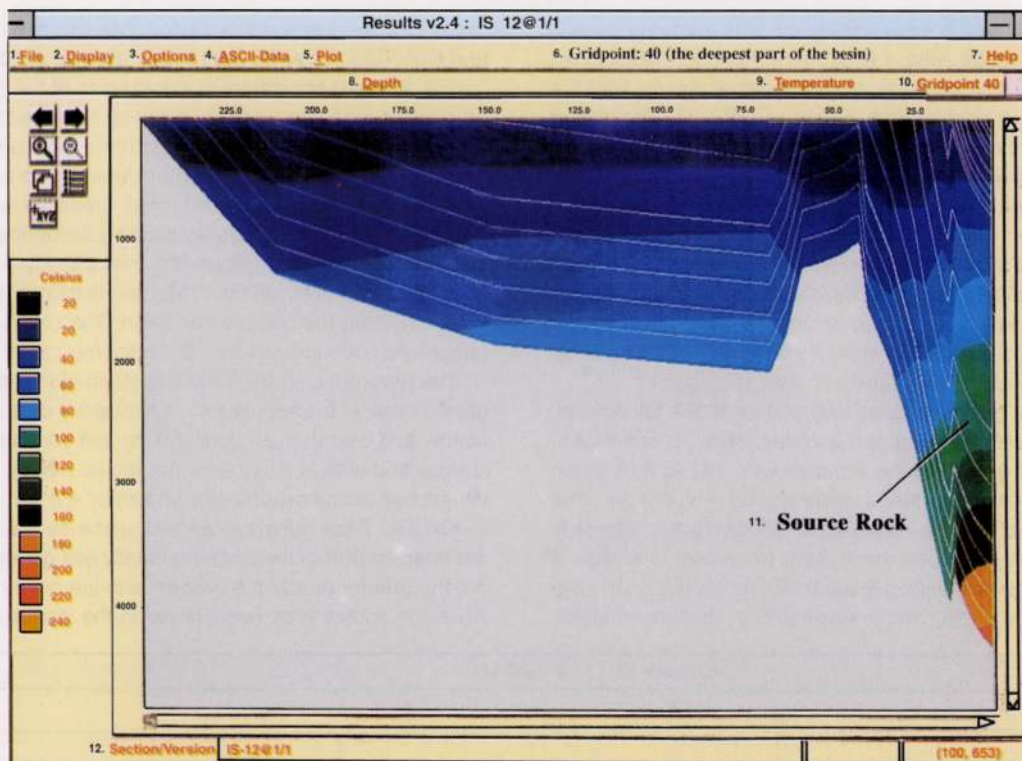 Results v2.4 : IS 12@1/1
1.File 2.Display 3.Options 4.ASCII-Data 5.Plot 6. Gridpoint: 40 (the deepest part of the besin) 7.Help
8.Depth 9.Temperature 10.Gridpoint 40
225.0 200.0 175.0 150.0 125.0 100.0 75.0 50.0 25.0
+XYZ
1000
Celsius
20
20
40
60
80
100
120
140
160
180
200
220
240
2000
3000
4000
11. Source Rock
12. Section/Version IS-12@1/1 (100, 653)